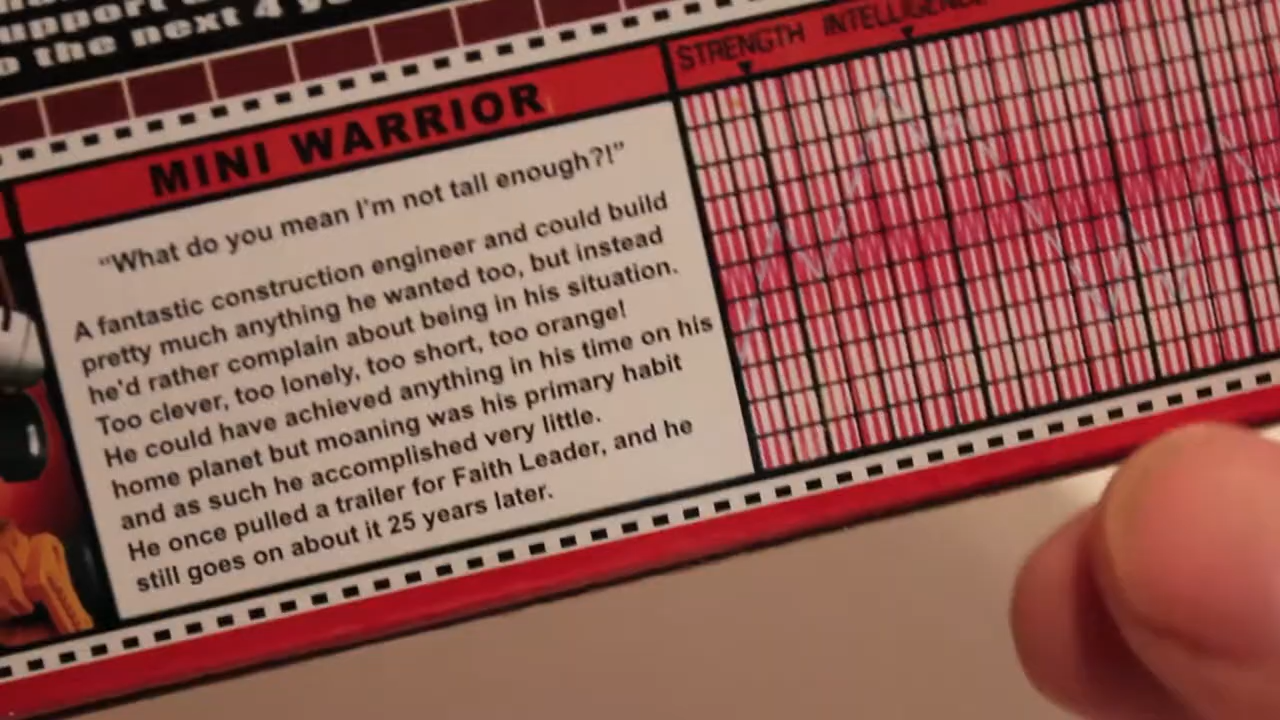 upport
o the next 4
MINI WARRIOR
STRENGTH INTELLIGENCE
“What do you mean I'm not tall enough?!”
A fantastic construction engineer and could build
pretty much anything he wanted too, but instead
he'd rather complain about being in his situation.
Too clever, too lonely, too short, too orange!
He could have achieved anything in his time on his
home planet but moaning was his primary habit
and as such he accomplished very little.
He once pulled a trailer for Faith Leader, and he
still goes on about it 25 years later.